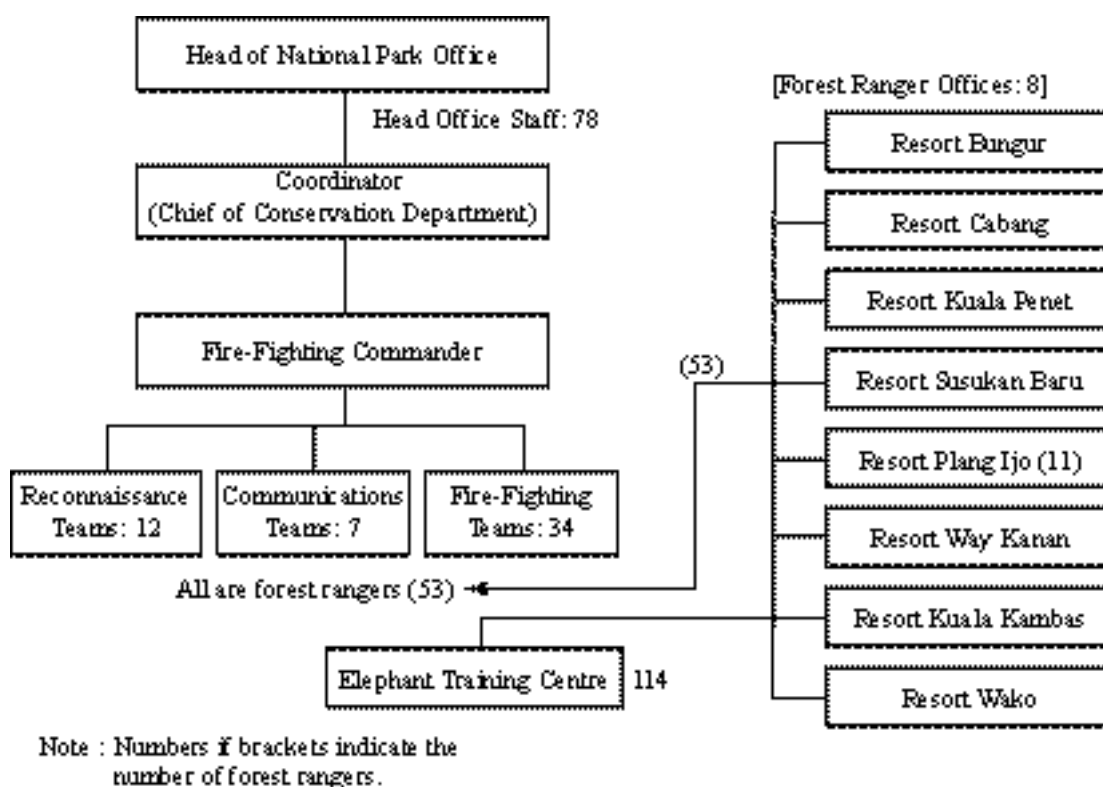 Head of National Park Office
Head Office Staff: 78
Coordinator
(Chief of Conservation Department)
Fire-Fighting Commander
Reconnaissance
Teams: 12
Communications
Teams: 7
Fire-Fighting
Teams: 34
All are forest rangers (53)
(53)
Elephant Training Centre
114
[Forest Ranger Offices: 8]
Resort Bungur
Resort Cabang
Resort Kuala Penet
Resort Susukan Baru
Resort Plang Ijo (11)
Resort Way Kanan
Resort Kuala Kambas
Resort Wako
Note : Numbers if brackets indicate the
number of forest rangers.